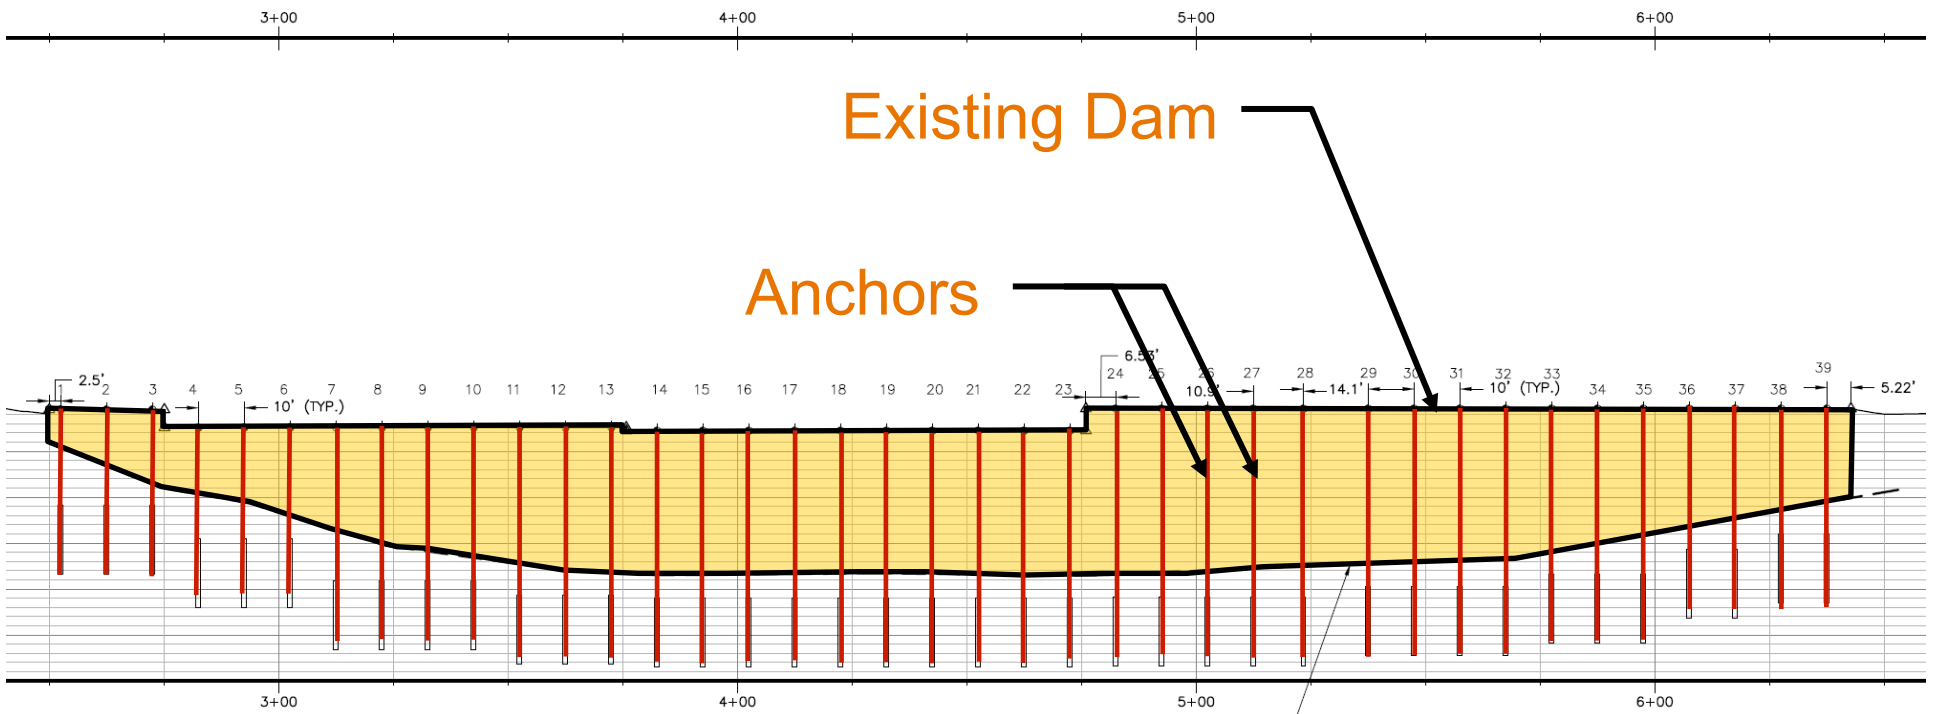 3+00 4+00 5+00 6+00
Existing Dam
Anchors
6.53'
39
24 25 26 27 28 29 30 31 32 33
2.5' 1 2 3 4 5 6 7 8 9 10 11 12 13 14 15 16 17 18 19 20 21 22 23 10.9' 14.1' 10' (TYP.) 34 35 36 37 38 5.22'
10' (TYP.)
3+00 4+00 5+00 6+00